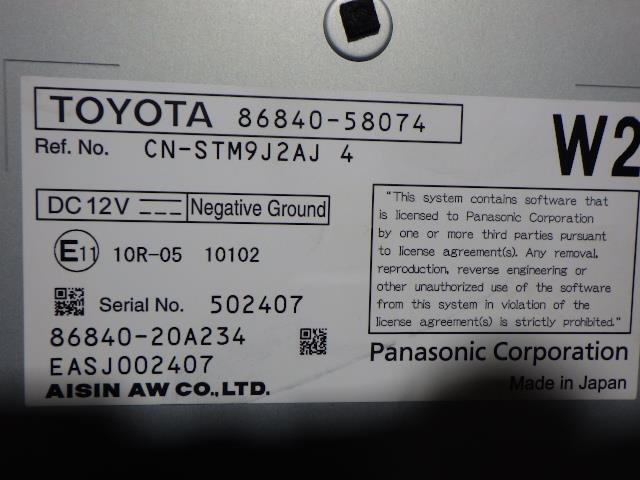 TOYOTA 86840-58074
Ref. No. CN-STM9J2AJ 4
W2
DC 12V Negative Ground
E11 10R-05 10102
Serial No. 502407
86840-20A234
EASJ002407
AISIN AW CO., LTD.
"This system contains software that
is licensed to Panasonic Corporation
by one or more third parties pursuant
to license agreement(s). Any removal,
reproduction, reverse engineering or
other unauthorized use of the software
from this system in violation of the
license agreement(s) is strictly prohibited."
Panasonic Corporation
Made in Japan